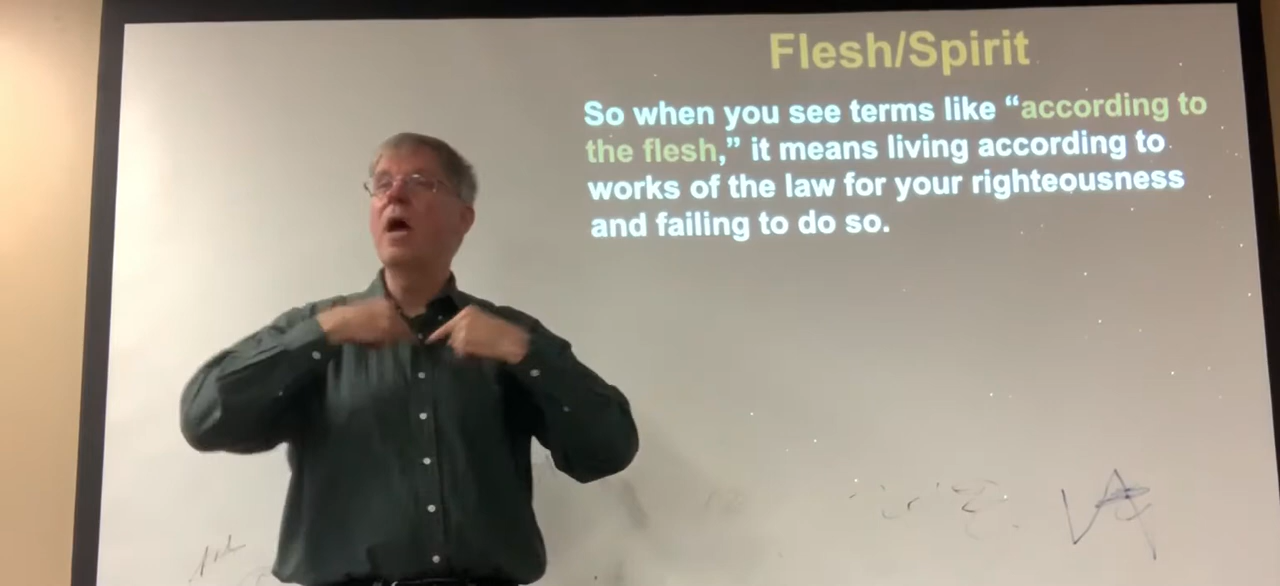 Flesh/Spirit
So when you see terms like “according to
the flesh,” it means living according to
works of the law for your righteousness
and failing to do so.